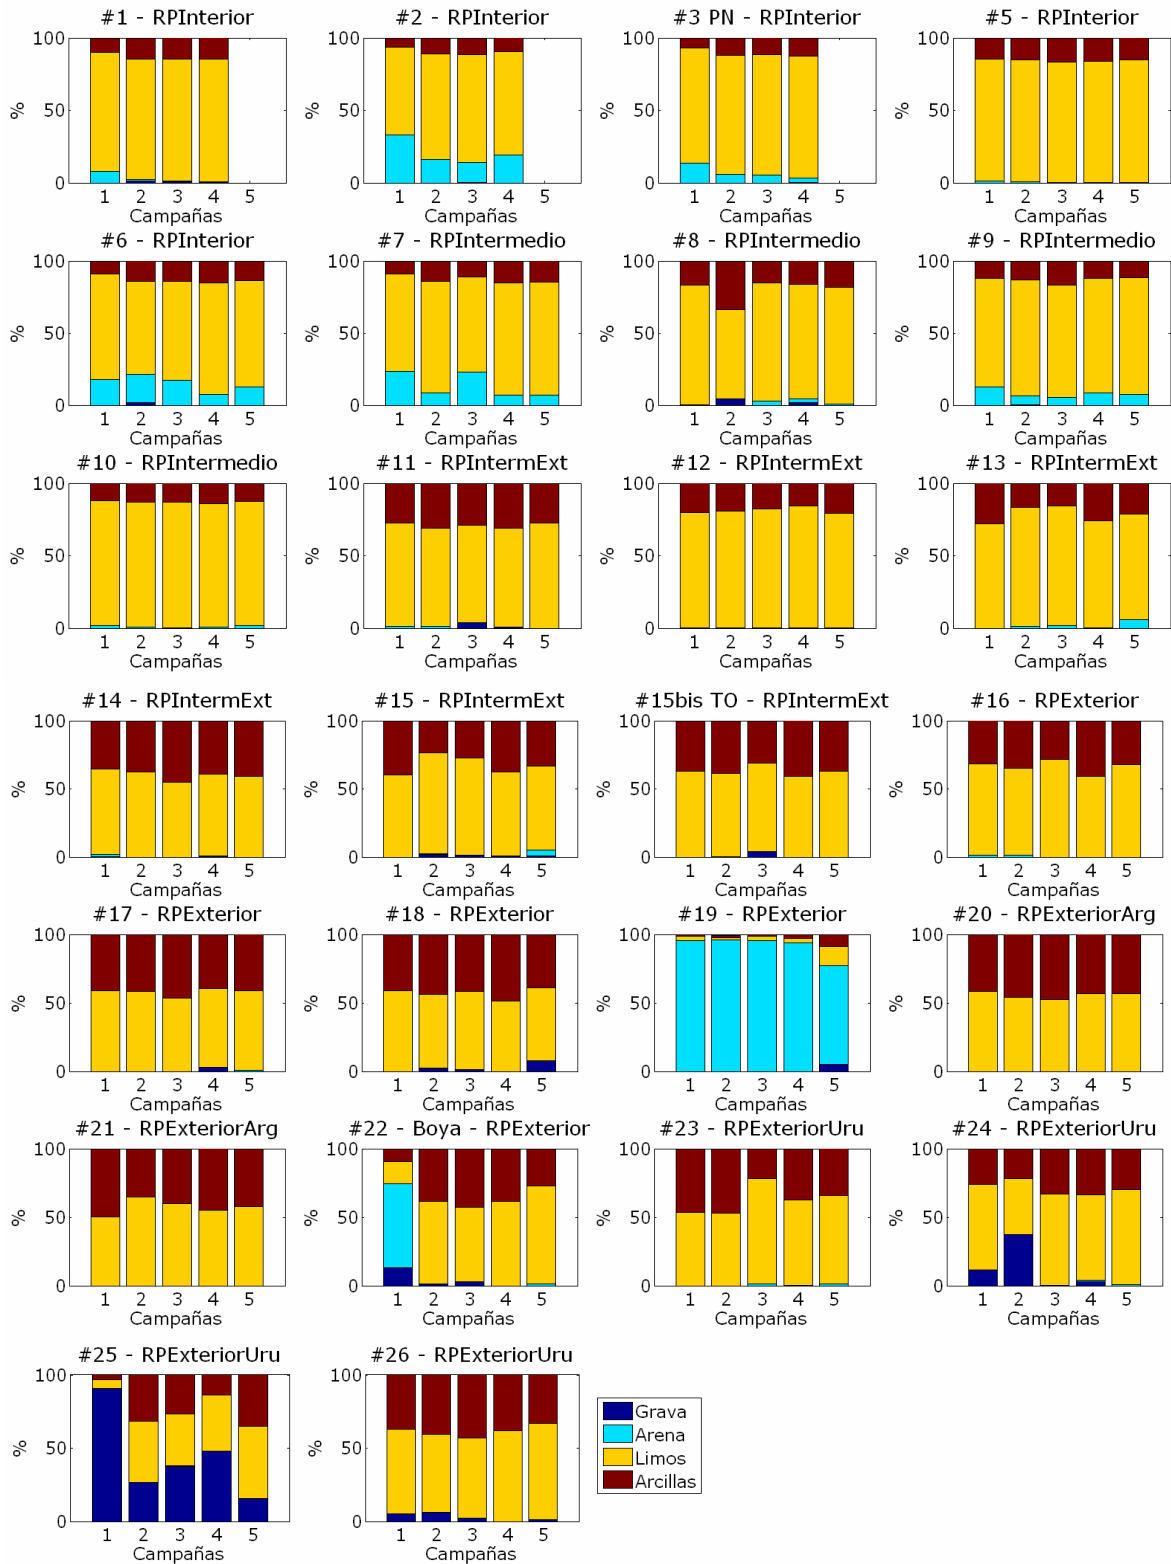 #1 - RPInterior #2 - RPInterior #3 PN - RPInterior #5 - RPInterior
100 100 100 100
% % % %
50 50 50 50
0 0 0 0
1 2 3 4 5 1 2 3 4 5 1 2 3 4 5 1 2 3 4 5
Campañas Campañas Campañas Campañas
#6 - RPInterior #7 - RPIntermedio #8 - RPIntermedio #9 - RPIntermedio
100 100 100 100
% % % %
50 50 50 50
0 0 0 0
1 2 3 4 5 1 2 3 4 5 1 2 3 4 5 1 2 3 4 5
Campañas Campañas Campañas Campañas
#10 - RPIntermedio #11 - RPIntermExt #12 - RPIntermExt #13 - RPIntermExt
100 100 100 100
% % % %
50 50 50 50
0 0 0 0
1 2 3 4 5 1 2 3 4 5 1 2 3 4 5 1 2 3 4 5
Campañas Campañas Campañas Campañas
#14 - RPIntermExt #15 - RPIntermExt #15bis TO - RPIntermExt #16 - RPExterior
100 100 100 100
% % % %
50 50 50 50
0 0 0 0
1 2 3 4 5 1 2 3 4 5 1 2 3 4 5 1 2 3 4 5
Campañas Campañas Campañas Campañas
#17 - RPExterior #18 - RPExterior #19 - RPExterior #20 - RPExteriorArg
100 100 100 100
% % % %
50 50 50 50
0 0 0 0
1 2 3 4 5 1 2 3 4 5 1 2 3 4 5 1 2 3 4 5
Campañas Campañas Campañas Campañas
#21 - RPExteriorArg #22 - Boya - RPExterior #23 - RPExteriorUru #24 - RPExteriorUru
100 100 100 100
% % % %
50 50 50 50
0 0 0 0
1 2 3 4 5 1 2 3 4 5 1 2 3 4 5 1 2 3 4 5
Campañas Campañas Campañas Campañas
#25 - RPExteriorUru #26 - RPExteriorUru
100 100
% %
50 50
0 0
1 2 3 4 5 1 2 3 4 5
Campañas Campañas
Grava
Arena
Limos
Arcillas